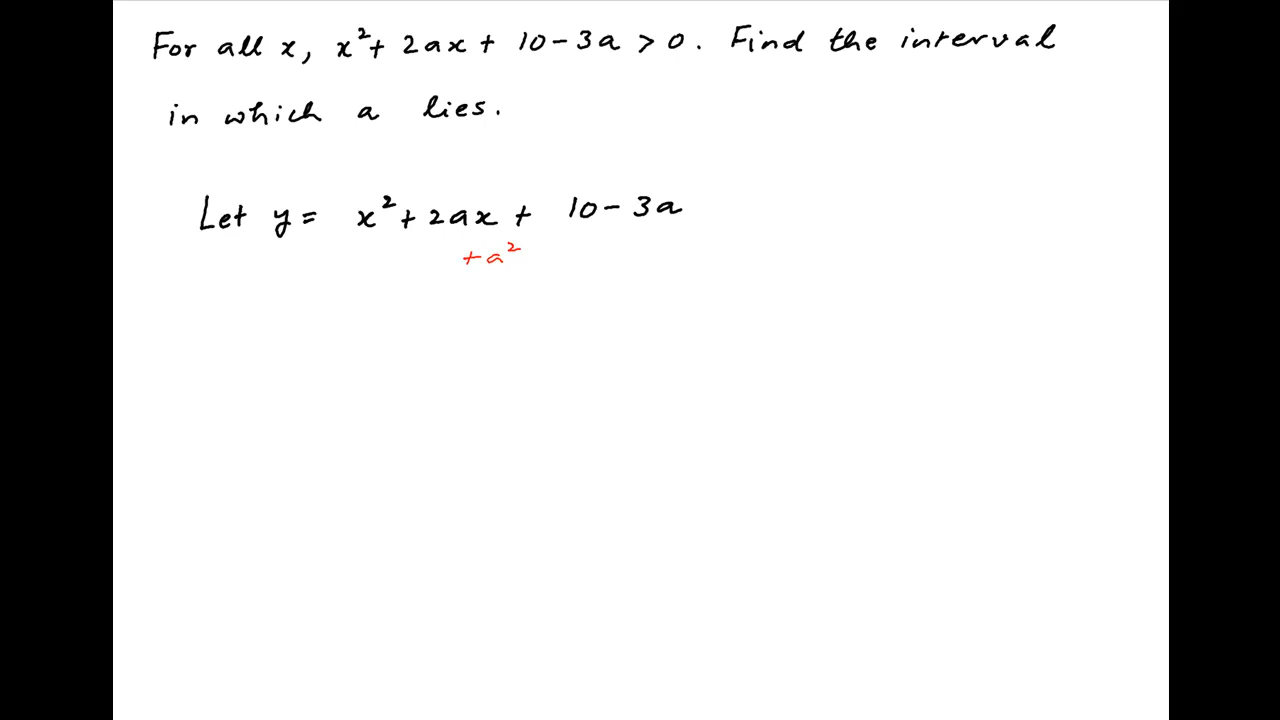 For all x, x²+ 2ax + 10-3a > 0. Find the interval
in which a lies.
Let y = x²+ 2ax + 10-3a
+a²